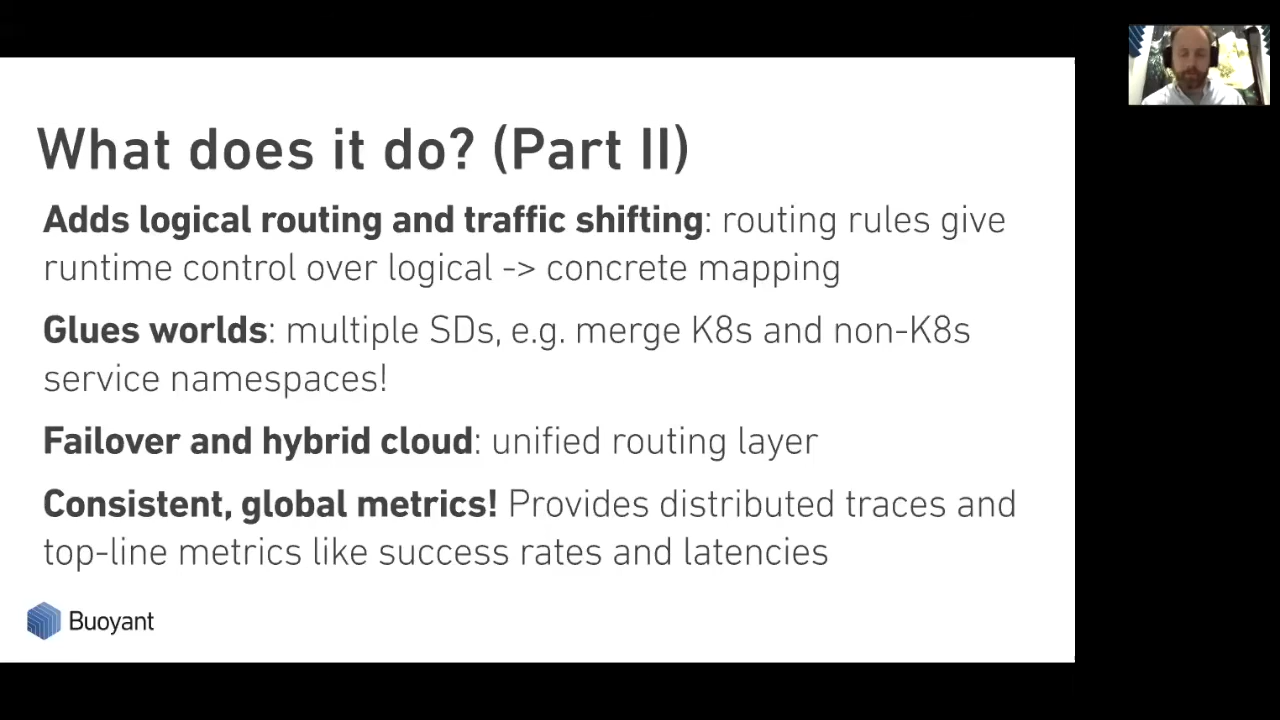 What does it do? (Part II)
Adds logical routing and traffic shifting: routing rules give
runtime control over logical -> concrete mapping
Glues worlds: multiple SDs, e.g. merge K8s and non-K8s
service namespaces!
Failover and hybrid cloud: unified routing layer
Consistent, global metrics! Provides distributed traces and
top-line metrics like success rates and latencies
Buoyant